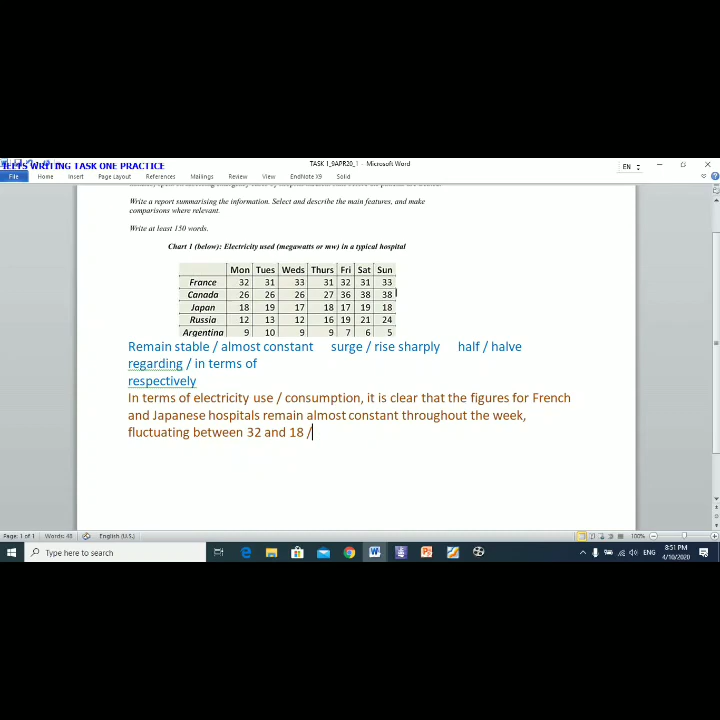 IELTS WRITING TASK ONE PRACTICE
TASK 1_9APR20_1 - Microsoft Word
EN
File Home Insert Page Layout References Mailings Review View EndNote X9 Solid
Write a report summarising the information. Select and describe the main features, and make
comparisons where relevant.
Write at least 150 words.
Chart 1 (below): Electricity used (megawatts or mw) in a typical hospital
Mon Tues Weds Thurs Fri Sat Sun
France 32 31 33 31 32 31 33
Canada 26 26 26 27 36 38 38
Japan 18 19 17 18 17 19 18
Russia 12 13 12 16 19 21 24
Argentina 9 10 9 9 7 6 5
Remain stable / almost constant surge / rise sharply half / halve
regarding / in terms of
respectively
In terms of electricity use / consumption, it is clear that the figures for French
and Japanese hospitals remain almost constant throughout the week,
fluctuating between 32 and 18 /
Page: 1 of 1 Words: 48 English (U.S.) 100%
Type here to search
ENG
8:51 PM
4/10/2020